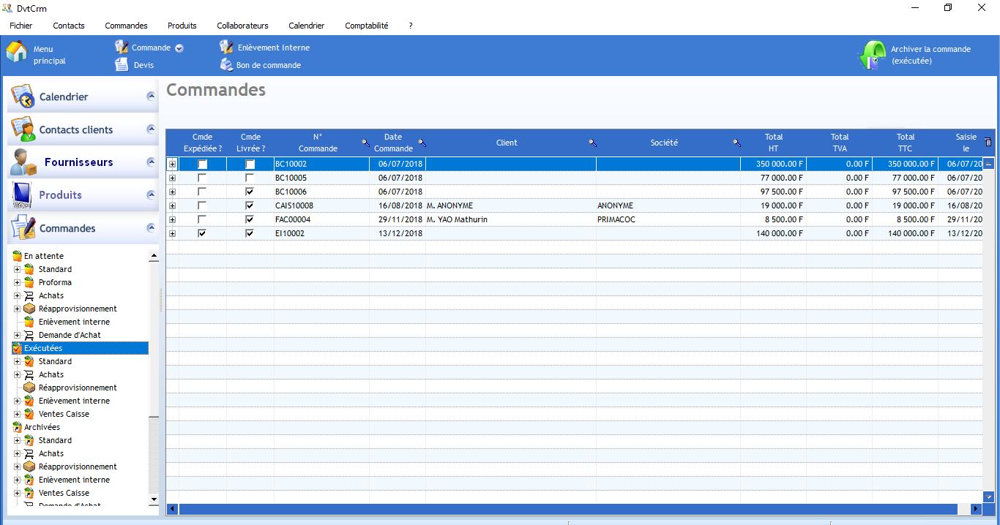 DvtCrm
Fichier Contacts Commandes Produits Collaborateurs Calendrier Comptabilité ?
Menu principal
Commande
Devis
Enlèvement Interne
Bon de commande
Archiver la commande
(exécutée)
Calendrier
Contacts clients
Fournisseurs
Produits
Commandes
En attente
Standard
Proforma
Achats
Réapprovisionnement
Enlèvement interne
Demande d'Achat
Exécutées
Standard
Achats
Réapprovisionnement
Enlèvement interne
Ventes Caisse
Archivées
Standard
Achats
Réapprovisionnement
Enlèvement interne
Ventes Caisse
Demande d'Achat
Commandes
Cmde Expédiée ? Cmde Livrée ? N° Commande Date Commande Client Société Total HT Total TVA Total TTC Saisie le
BC10002 06/07/2018 350 000.00 F 0.00 F 350 000.00 F 06/07/20
BC10005 06/07/2018 77 000.00 F 0.00 F 77 000.00 F 06/07/20
BC10006 06/07/2018 97 500.00 F 0.00 F 97 500.00 F 06/07/20
CAIS10008 16/08/2018 M. ANONYME ANONYME 19 000.00 F 0.00 F 19 000.00 F 16/08/20
FAC00004 29/11/2018 M. YAO Mathurin PRIMACOC 8 500.00 F 0.00 F 8 500.00 F 29/11/20
EI10002 13/12/2018 140 000.00 F 0.00 F 140 000.00 F 13/12/20